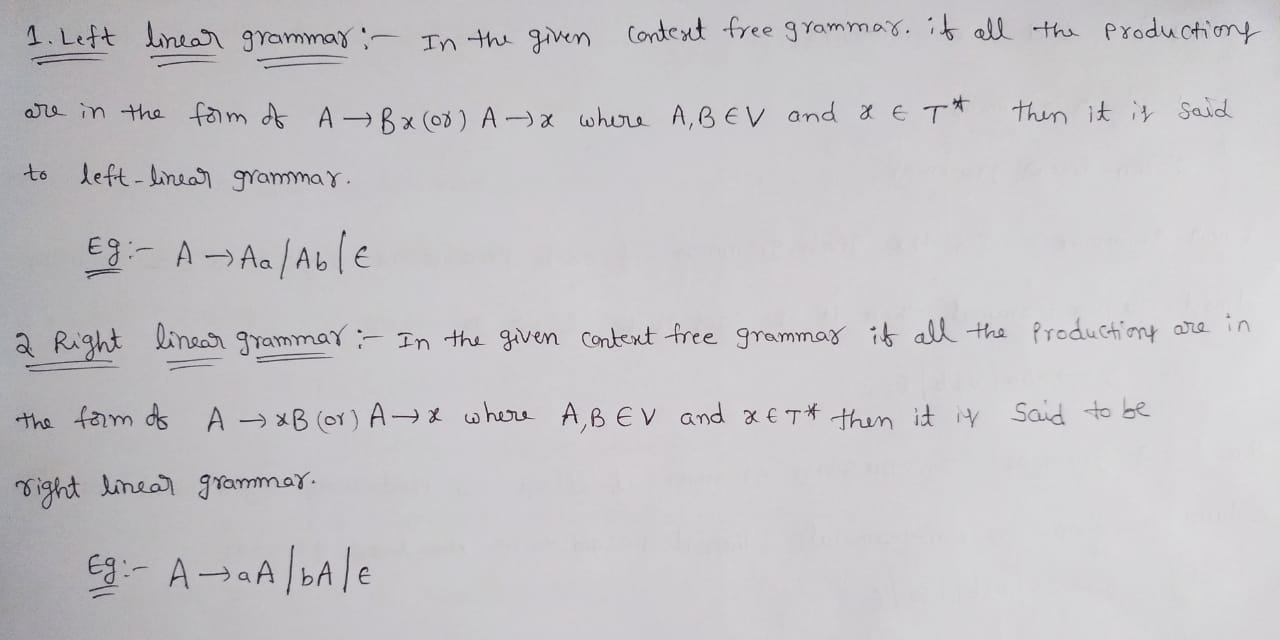 1. Left linear grammar :- In the given context free grammar. if all the productions
are in the form of A → Bx (or) A → x where A, B ∈ V and x ∈ T* then it is said
to left-linear grammar.
Eg:- A → Aa / Ab / ∈
2 Right linear grammar :- In the given context free grammar if all the Productions are in
the form of A → xB (or) A → x where A, B ∈ V and x ∈ T* then it is said to be
right linear grammar.
Eg:- A → aA / bA / ∈